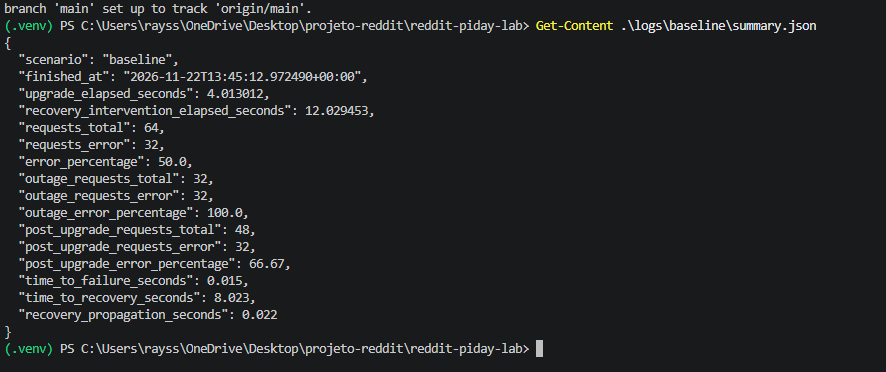 branch 'main' set up to track 'origin/main'.
(.venv) PS C:\Users\rayss\OneDrive\Desktop\projeto-reddit\reddit-piday-lab> Get-Content .\logs\baseline\summary.json
{
  "scenario": "baseline",
  "finished_at": "2026-11-22T13:45:12.972490+00:00",
  "upgrade_elapsed_seconds": 4.013012,
  "recovery_intervention_elapsed_seconds": 12.029453,
  "requests_total": 64,
  "requests_error": 32,
  "error_percentage": 50.0,
  "outage_requests_total": 32,
  "outage_requests_error": 32,
  "outage_error_percentage": 100.0,
  "post_upgrade_requests_total": 48,
  "post_upgrade_requests_error": 32,
  "post_upgrade_error_percentage": 66.67,
  "time_to_failure_seconds": 0.015,
  "time_to_recovery_seconds": 8.023,
  "recovery_propagation_seconds": 0.022
}
(.venv) PS C:\Users\rayss\OneDrive\Desktop\projeto-reddit\reddit-piday-lab>